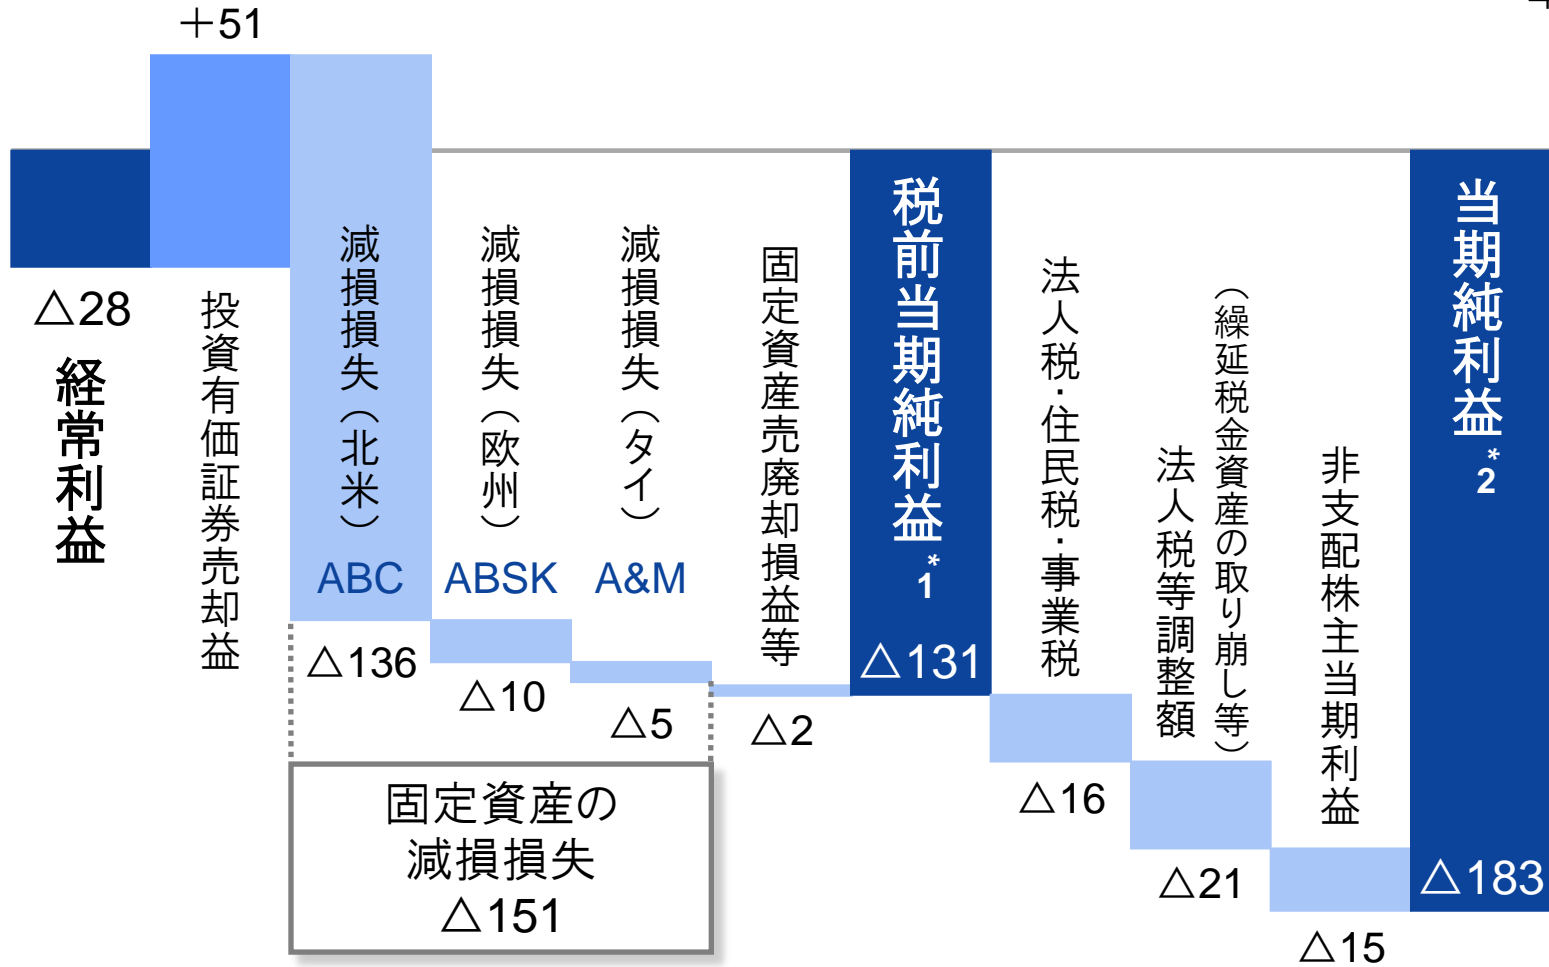 ＋51
△28
経常利益
投資有価証券売却益
減損損失（北米）
ABC
△136
減損損失（欧州）
ABSK
△10
減損損失（タイ）
A&M
△5
固定資産の
減損損失
△151
固定資産売廃却損益等
△2
税前当期純利益*1
△131
法人税・住民税・事業税
△16
法人税等調整額
（繰延税金資産の取り崩し等）
△21
非支配株主当期利益
△15
当期純利益*2
△183